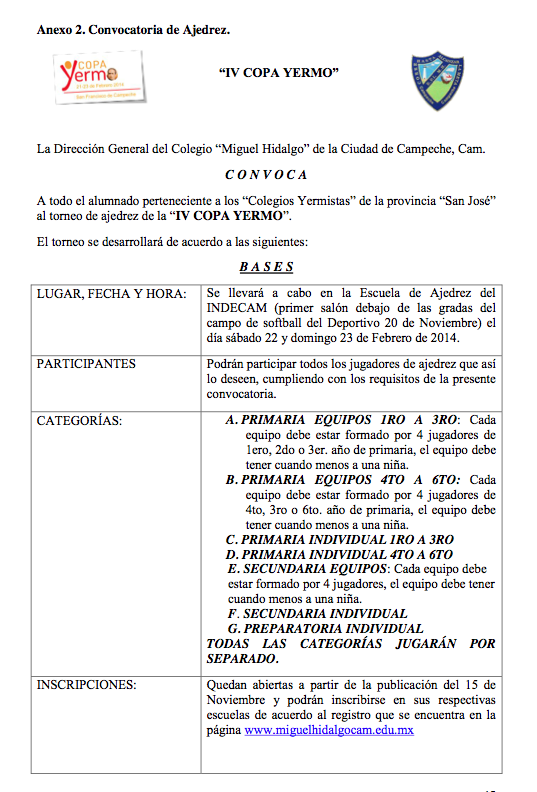 Anexo 2. Convocatoria de Ajedrez.
COPA
Yermo
21-23 de Febrero 2014
San Francisco de Campeche
“IV COPA YERMO”
La Dirección General del Colegio “Miguel Hidalgo” de la Ciudad de Campeche, Cam.
C O N V O C A
A todo el alumnado perteneciente a los “Colegios Yermistas” de la provincia “San José”
al torneo de ajedrez de la “IV COPA YERMO”.
El torneo se desarrollará de acuerdo a las siguientes:
B A S E S
LUGAR, FECHA Y HORA:
Se llevará a cabo en la Escuela de Ajedrez del
INDECAM (primer salón debajo de las gradas del
campo de softball del Deportivo 20 de Noviembre) el
día sábado 22 y domingo 23 de Febrero de 2014.
PARTICIPANTES
Podrán participar todos los jugadores de ajedrez que así
lo deseen, cumpliendo con los requisitos de la presente
convocatoria.
CATEGORÍAS:
A. PRIMARIA EQUIPOS 1RO A 3RO: Cada
equipo debe estar formado por 4 jugadores de
1ero, 2do o 3er. año de primaria, el equipo debe
tener cuando menos a una niña.
B. PRIMARIA EQUIPOS 4TO A 6TO: Cada
equipo debe estar formado por 4 jugadores de
4to, 3ro o 6to. año de primaria, el equipo debe
tener cuando menos a una niña.
C. PRIMARIA INDIVIDUAL 1RO A 3RO
D. PRIMARIA INDIVIDUAL 4TO A 6TO
E. SECUNDARIA EQUIPOS: Cada equipo debe
estar formado por 4 jugadores, el equipo debe tener
cuando menos a una niña.
F. SECUNDARIA INDIVIDUAL
G. PREPARATORIA INDIVIDUAL
TODAS LAS CATEGORÍAS JUGARÁN POR
SEPARADO.
INSCRIPCIONES:
Quedan abiertas a partir de la publicación del 15 de
Noviembre y podrán inscribirse en sus respectivas
escuelas de acuerdo al registro que se encuentra en la
página www.miguelhidalgocam.edu.mx